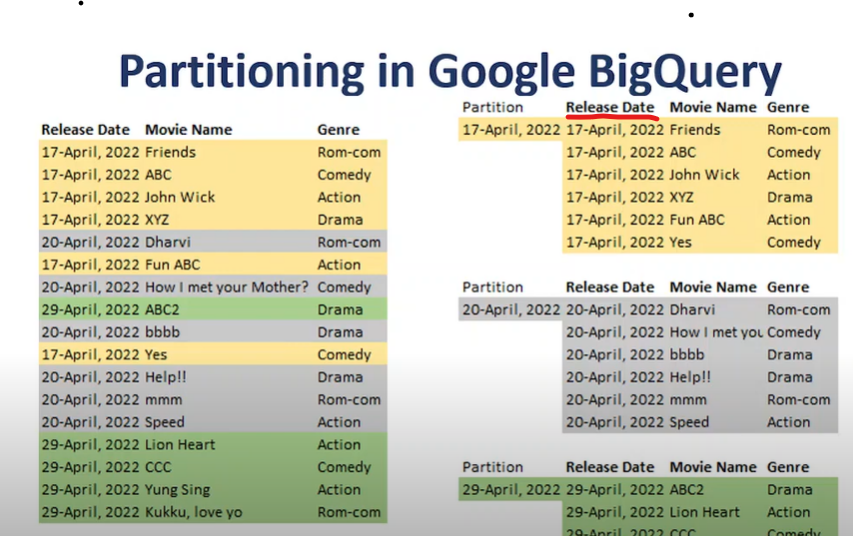 Partitioning in Google BigQuery
Release Date Movie Name Genre
17-April, 2022 Friends Rom-com
17-April, 2022 ABC Comedy
17-April, 2022 John Wick Action
17-April, 2022 XYZ Drama
20-April, 2022 Dharvi Rom-com
17-April, 2022 Fun ABC Action
20-April, 2022 How I met your Mother? Comedy
29-April, 2022 ABC2 Drama
20-April, 2022 bbbb Drama
17-April, 2022 Yes Comedy
20-April, 2022 Help!! Drama
20-April, 2022 mmm Rom-com
20-April, 2022 Speed Action
29-April, 2022 Lion Heart Action
29-April, 2022 CCC Comedy
29-April, 2022 Yung Sing Action
29-April, 2022 Kukku, love yo Rom-com
Partition Release Date Movie Name Genre
17-April, 2022 17-April, 2022 Friends Rom-com
17-April, 2022 ABC Comedy
17-April, 2022 John Wick Action
17-April, 2022 XYZ Drama
17-April, 2022 Fun ABC Action
17-April, 2022 Yes Comedy
Partition Release Date Movie Name Genre
20-April, 2022 20-April, 2022 Dharvi Rom-com
20-April, 2022 How I met you Comedy
20-April, 2022 bbbb Drama
20-April, 2022 Help!! Drama
20-April, 2022 mmm Rom-com
20-April, 2022 Speed Action
Partition Release Date Movie Name Genre
29-April, 2022 29-April, 2022 ABC2 Drama
29-April, 2022 Lion Heart Action
29-April, 2022 CCC Comedy